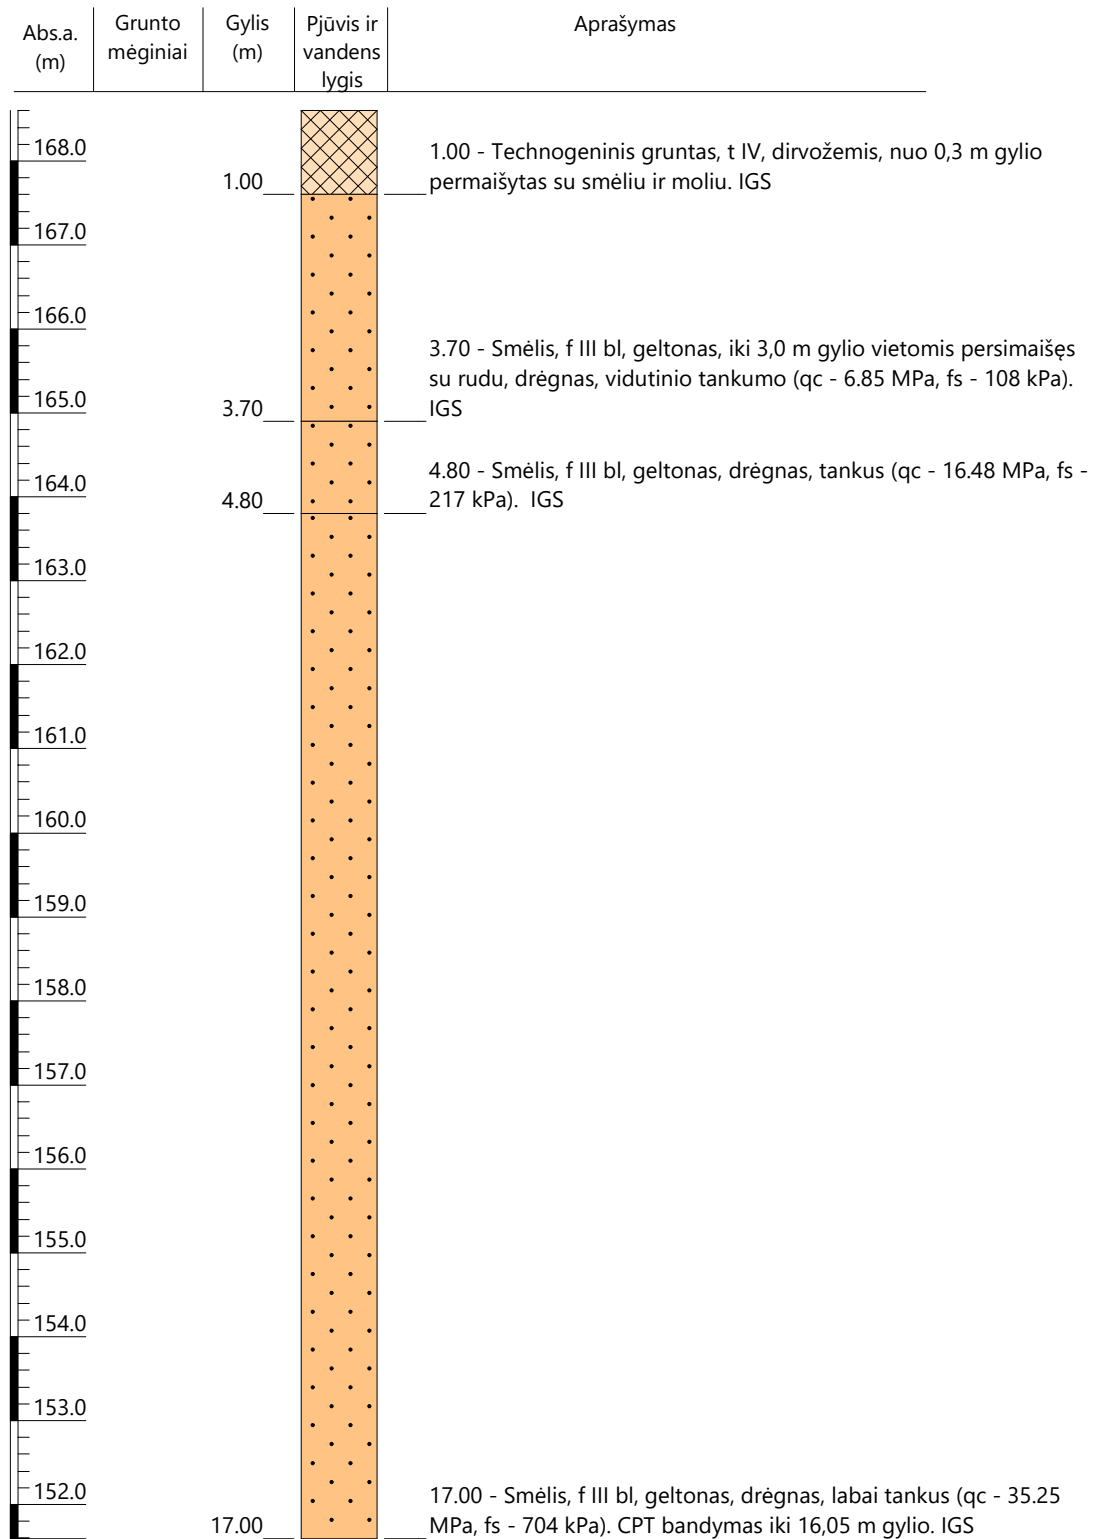 Abs.a.
(m)
Grunto
mėginiai
Gylis
(m)
Pjūvis ir
vandens
lygis
Aprašymas
168.0
1.00 - Technogeninis gruntas, t IV, dirvožemis, nuo 0,3 m gylio
1.00
permaišytas su smėliu ir moliu. IGS
167.0
166.0
3.70 - Smėlis, f III bl, geltonas, iki 3,0 m gylio vietomis persimaišęs
su rudu, drėgnas, vidutinio tankumo (qc - 6.85 MPa, fs - 108 kPa).
165.0
3.70
IGS
4.80 - Smėlis, f III bl, geltonas, drėgnas, tankus (qc - 16.48 MPa, fs -
164.0
4.80
217 kPa).  IGS
163.0
162.0
161.0
160.0
159.0
158.0
157.0
156.0
155.0
154.0
153.0
152.0
17.00 - Smėlis, f III bl, geltonas, drėgnas, labai tankus (qc - 35.25
17.00
MPa, fs - 704 kPa). CPT bandymas iki 16,05 m gylio. IGS